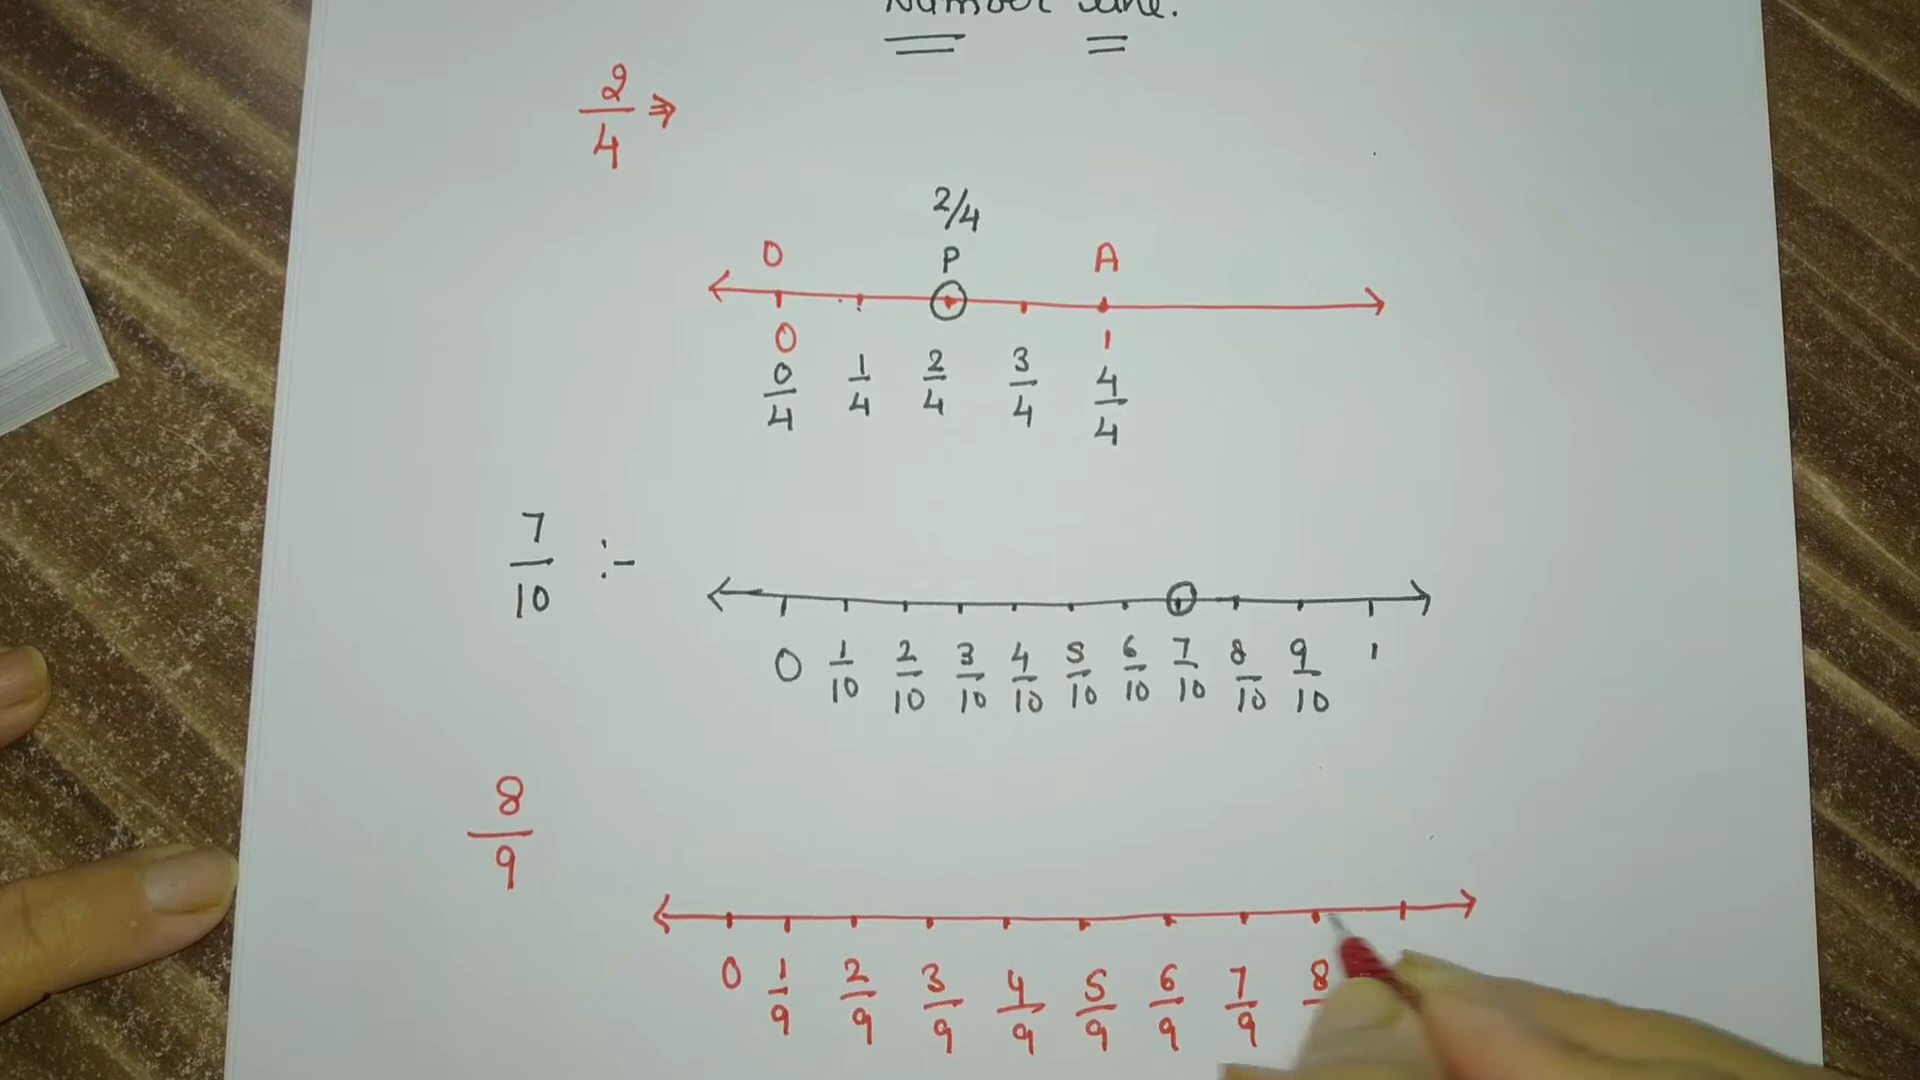 Number Line.
2/4 ⇒
2/4
O P A
0 1
0/4 1/4 2/4 3/4 4/4
7/10 :-
0 1/10 2/10 3/10 4/10 5/10 6/10 7/10 8/10 9/10 1
8/9
0 1/9 2/9 3/9 4/9 5/9 6/9 7/9 8